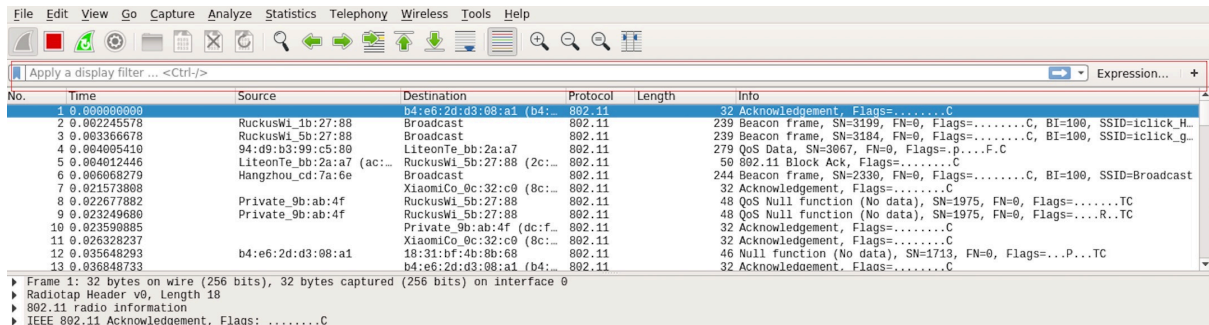 File Edit View Go Capture Analyze Statistics Telephony Wireless Tools Help
Apply a display filter ... <Ctrl-/> Expression... +
No. Time Source Destination Protocol Length Info
1 0.000000000 b4:e6:2d:d3:08:a1 (b4:… 802.11 32 Acknowledgement, Flags=........C
2 0.002245578 RuckusWi_1b:27:88 Broadcast 802.11 239 Beacon frame, SN=3199, FN=0, Flags=........C, BI=100, SSID=iclick_H…
3 0.003366678 RuckusWi_5b:27:88 Broadcast 802.11 239 Beacon frame, SN=3184, FN=0, Flags=........C, BI=100, SSID=iclick_g…
4 0.004005410 94:d9:b3:99:c5:80 LiteonTe_bb:2a:a7 802.11 279 QoS Data, SN=3067, FN=0, Flags=.p....F.C
5 0.004012446 LiteonTe_bb:2a:a7 (ac:… RuckusWi_5b:27:88 (2c:… 802.11 50 802.11 Block Ack, Flags=........C
6 0.006068279 Hangzhou_cd:7a:6e Broadcast 802.11 244 Beacon frame, SN=2330, FN=0, Flags=........C, BI=100, SSID=Broadcast
7 0.021573808 XiaomiCo_0c:32:c0 (8c:… 802.11 32 Acknowledgement, Flags=........C
8 0.022677882 Private_9b:ab:4f RuckusWi_5b:27:88 802.11 48 QoS Null function (No data), SN=1975, FN=0, Flags=.......TC
9 0.023249680 Private_9b:ab:4f RuckusWi_5b:27:88 802.11 48 QoS Null function (No data), SN=1975, FN=0, Flags=....R..TC
10 0.023590885 Private_9b:ab:4f (dc:f… 802.11 32 Acknowledgement, Flags=........C
11 0.026328237 XiaomiCo_0c:32:c0 (8c:… 802.11 32 Acknowledgement, Flags=........C
12 0.035648293 b4:e6:2d:d3:08:a1 18:31:bf:4b:8b:68 802.11 46 Null function (No data), SN=1713, FN=0, Flags=...P...TC
13 0.036848733 b4:e6:2d:d3:08:a1 (b4:… 802.11 32 Acknowledgement, Flags=........C
Frame 1: 32 bytes on wire (256 bits), 32 bytes captured (256 bits) on interface 0
Radiotap Header v0, Length 18
802.11 radio information
IEEE 802.11 Acknowledgement, Flags: ........C